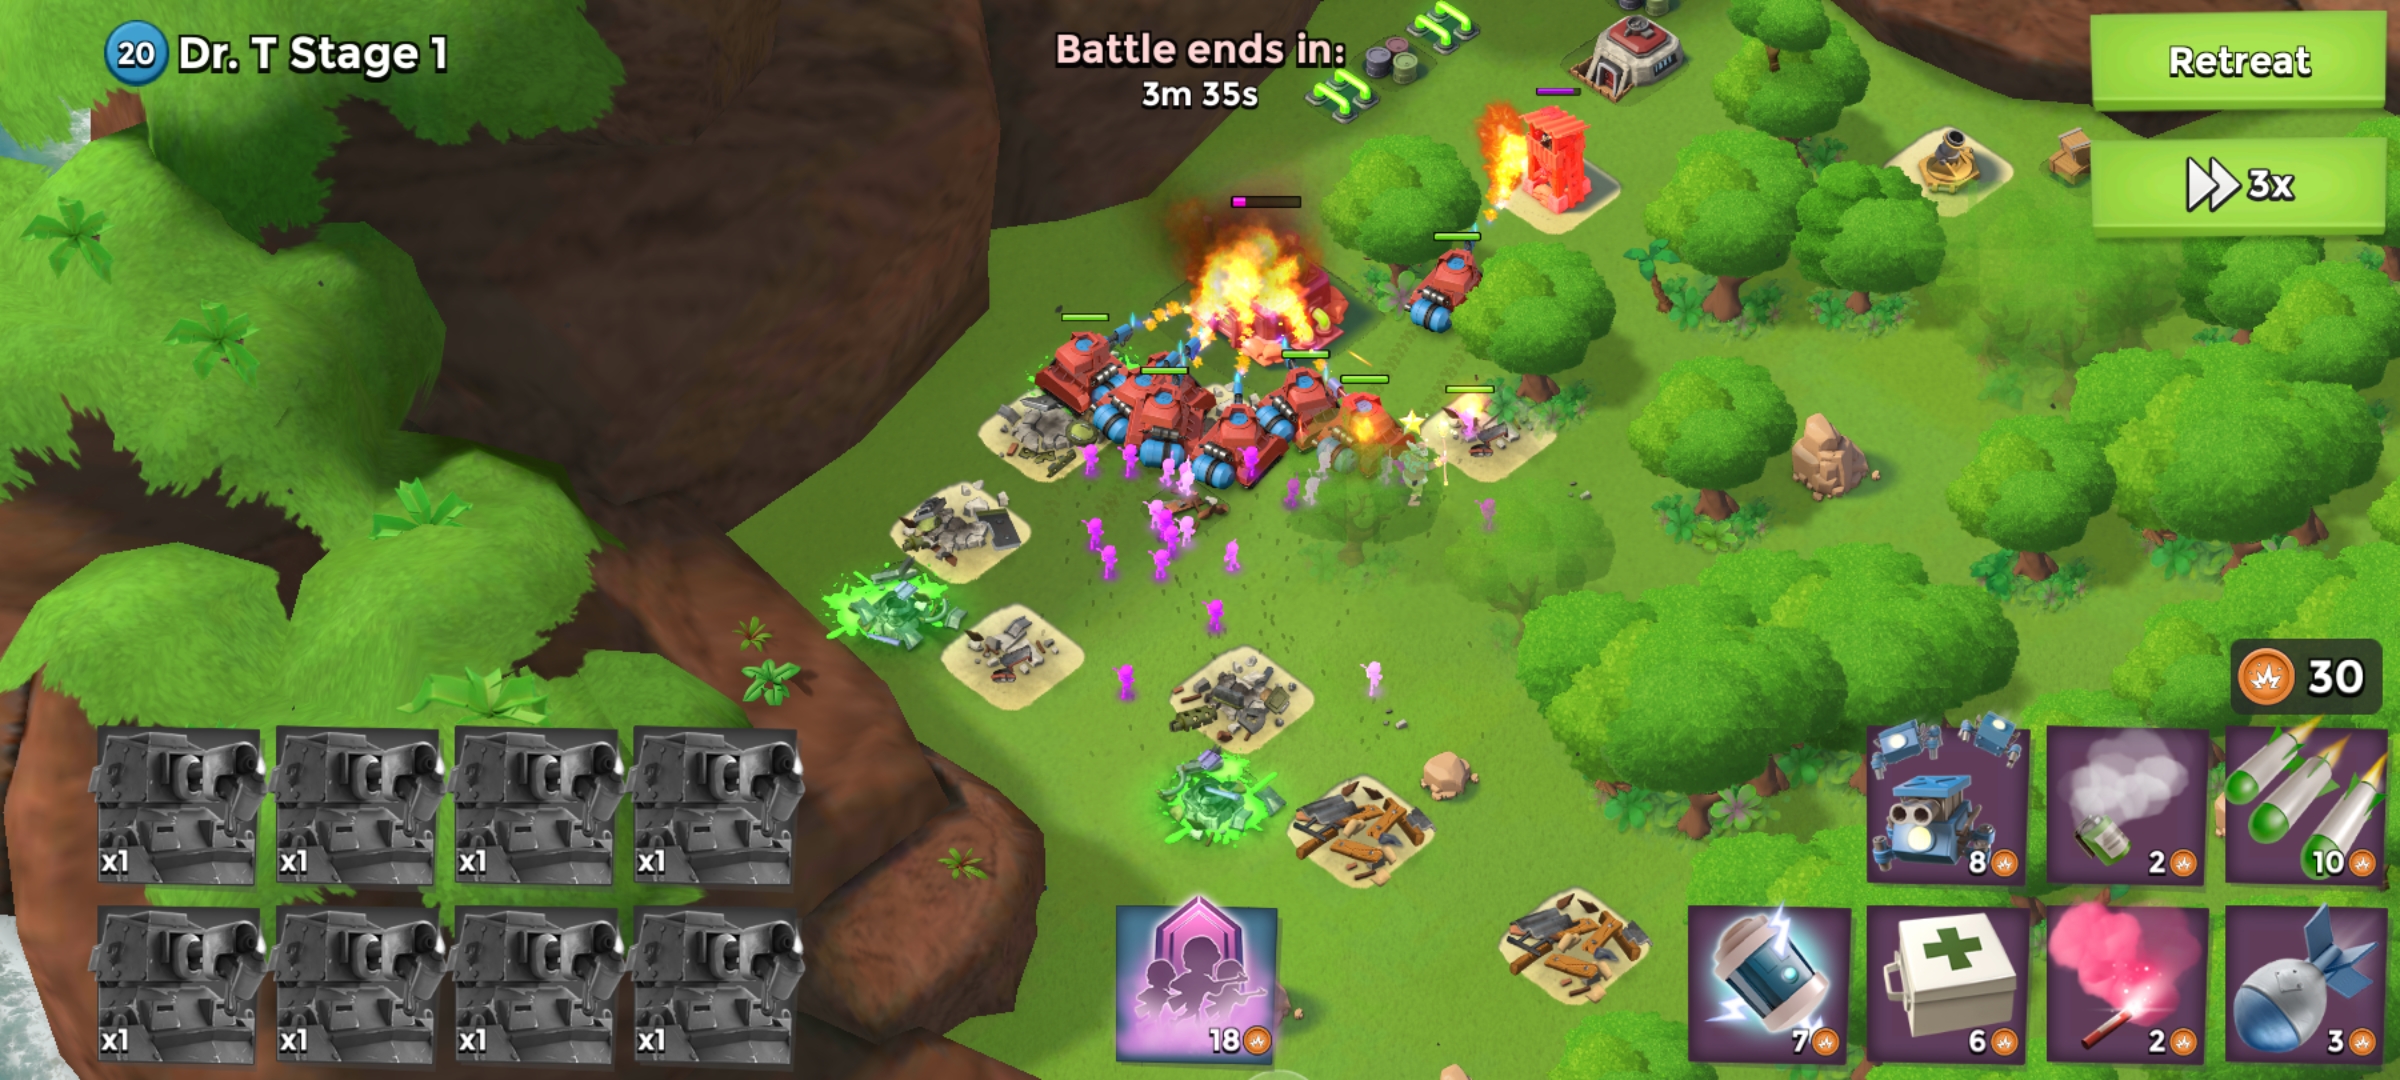 20 Dr. T Stage 1
Battle ends in:
3m 35s
Retreat
3x
30
x1 x1 x1 x1
8 2 10
x1 x1 x1 x1
18 7 6 2 3